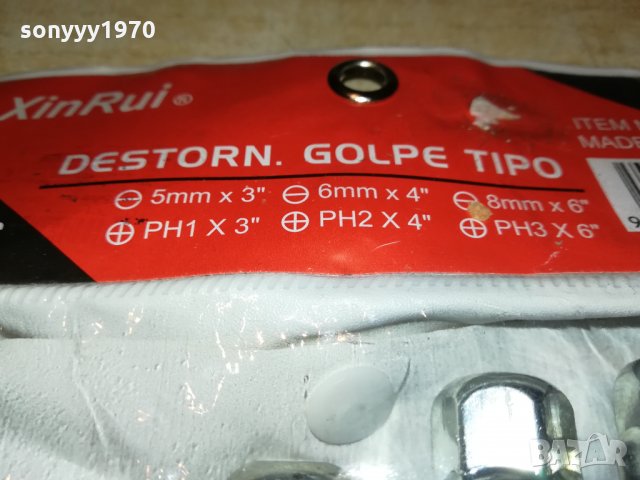 sonyyy1970
XinRui ®
ITEM
MADE
DESTORN. GOLPE TIPO
5mm x 3" 6mm x 4" 8mm x 6"
PH1 X 3" PH2 X 4" PH3 X 6"
9
BAZAR